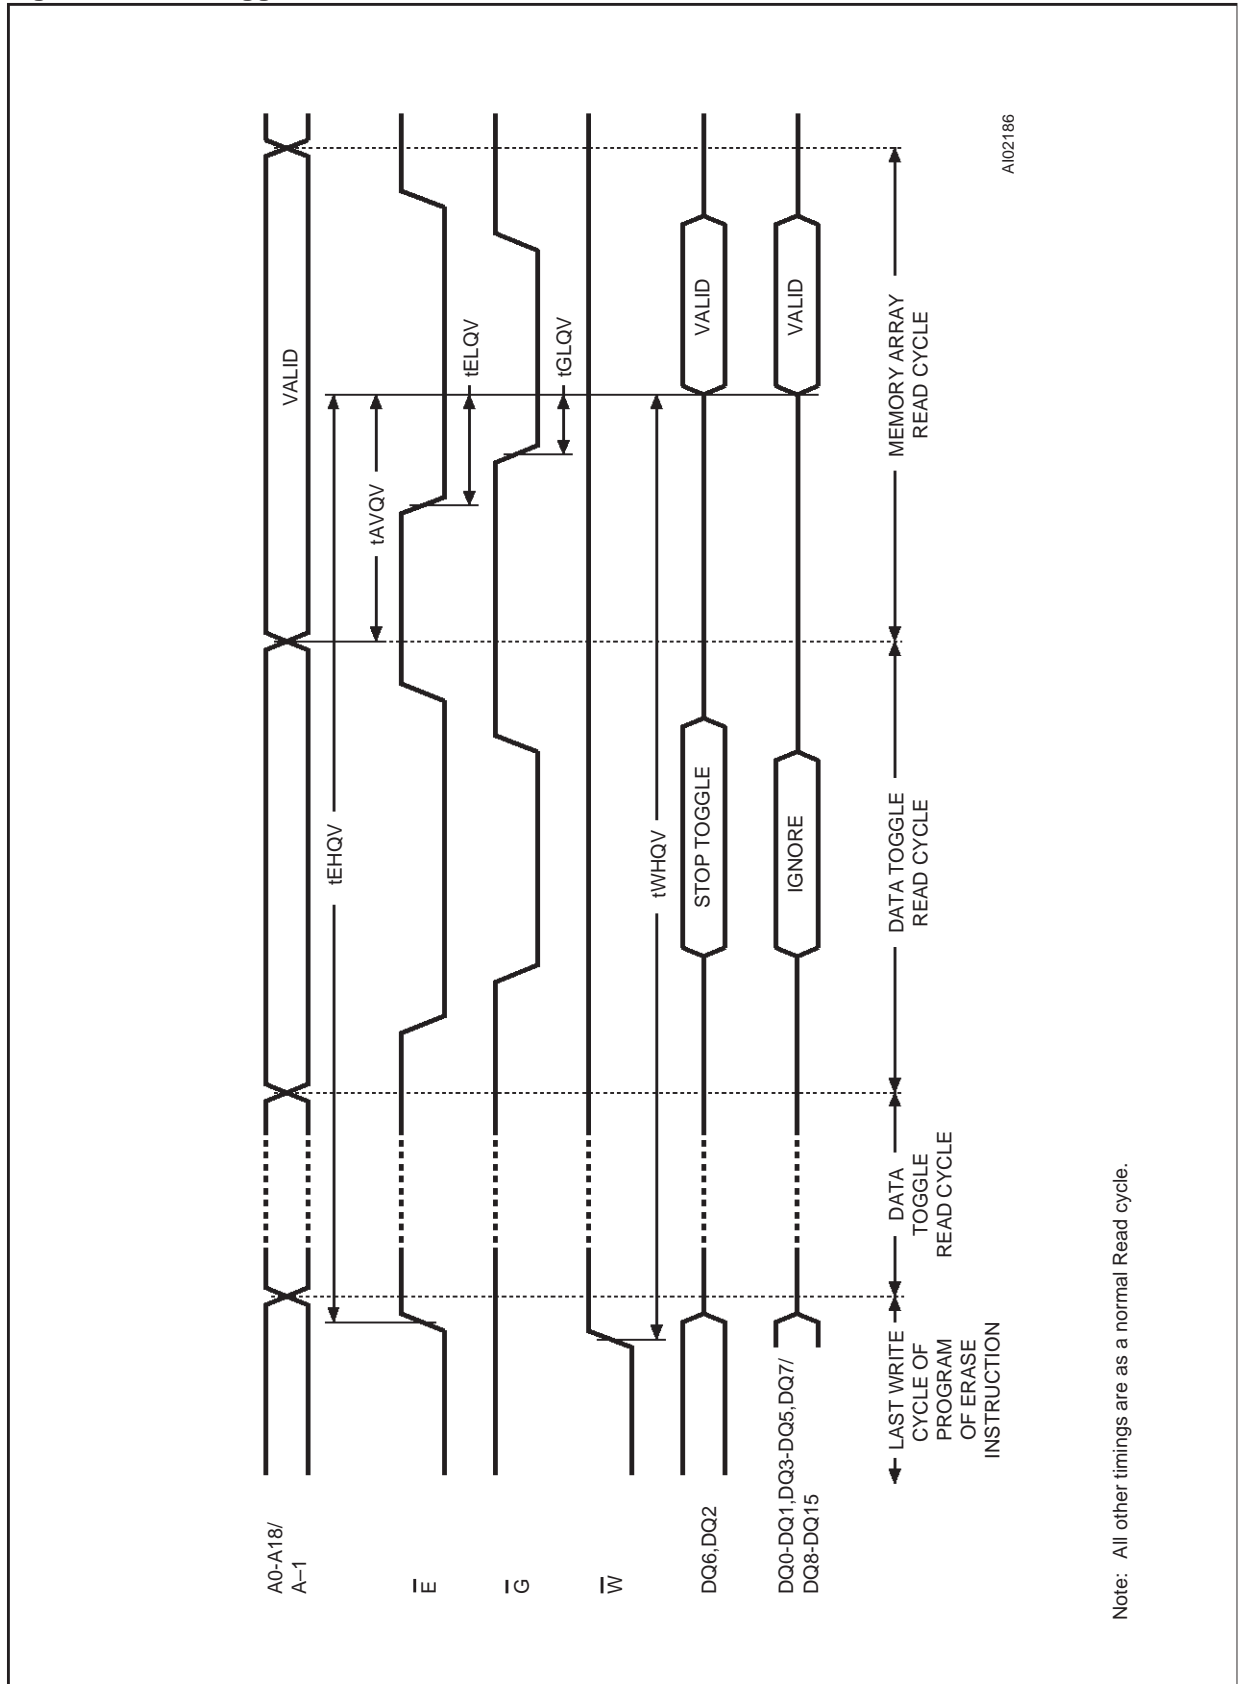 A0-A18/
A–1
E
G
W
DQ6,DQ2
DQ0-DQ1,DQ3-DQ5,DQ7/
DQ8-DQ15
VALID
tEHQV
tAVQV
tELQV
tGLQV
tWHQV
STOP TOGGLE
VALID
IGNORE
VALID
LAST WRITE
CYCLE OF
PROGRAM
OF ERASE
INSTRUCTION
DATA
TOGGLE
READ CYCLE
DATA TOGGLE
READ CYCLE
MEMORY ARRAY
READ CYCLE
AI02186
Note: All other timings are as a normal Read cycle.